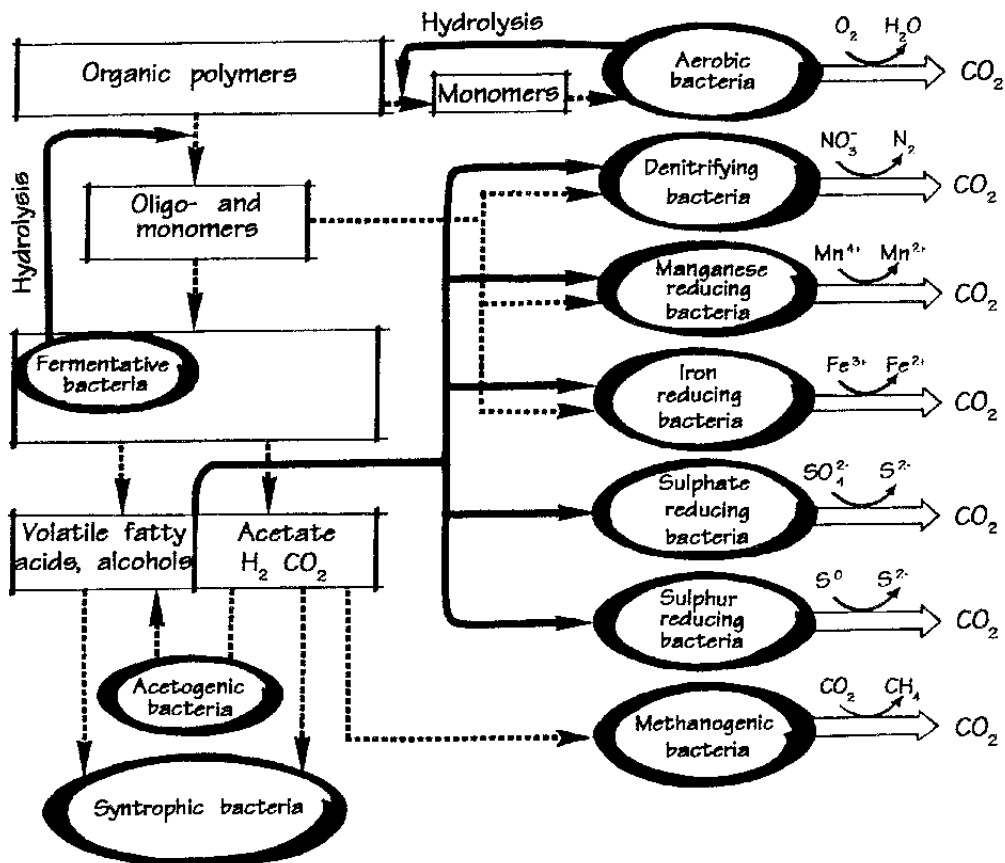 Hydrolysis
Organic polymers
Monomers
Aerobic
bacteria
O₂ H₂O
CO₂
Hydrolysis
Oligo- and
monomers
Denitrifying
bacteria
NO₃⁻ N₂
CO₂
Manganese
reducing
bacteria
Mn⁴⁺ Mn²⁺
CO₂
Fermentative
bacteria
Iron
reducing
bacteria
Fe³⁺ Fe²⁺
CO₂
Volatile fatty
acids, alcohols
Acetate
H₂ CO₂
Sulphate
reducing
bacteria
SO₄²⁻ S²⁻
CO₂
Sulphur
reducing
bacteria
S⁰ S²⁻
CO₂
Acetogenic
bacteria
Methanogenic
bacteria
CO₂ CH₄
CO₂
Syntrophic bacteria